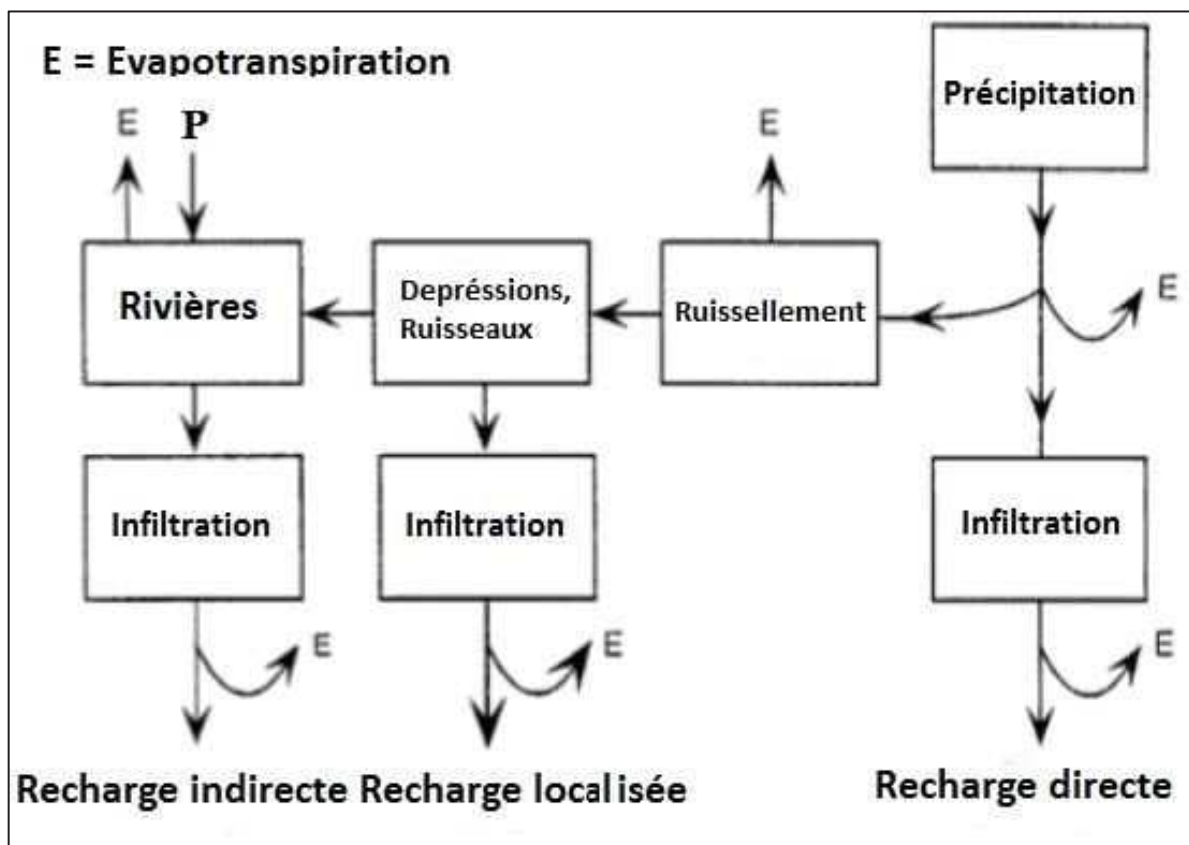 E = Evapotranspiration
Précipitation
E
P
E
E
Rivières
Depréssions,
Ruisseaux
Ruissellement
Infiltration
Infiltration
Infiltration
E
E
E
Recharge indirecte
Recharge localisée
Recharge directe